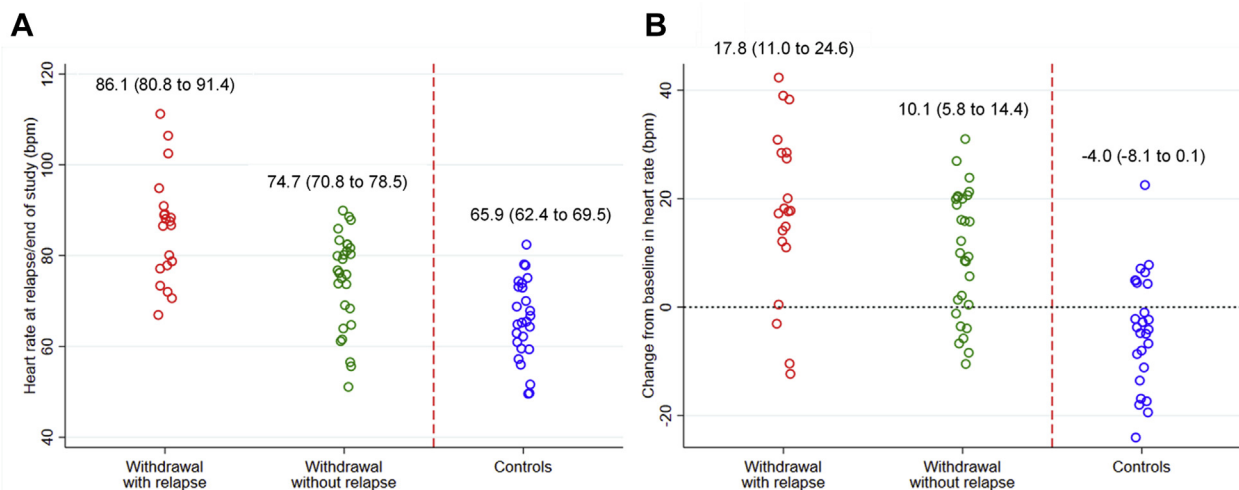 A
Heart rate at relapse/end of study (bpm)
120
100
80
60
40
86.1 (80.8 to 91.4)
74.7 (70.8 to 78.5)
65.9 (62.4 to 69.5)
Withdrawal
with relapse
Withdrawal
without relapse
Controls
B
Change from baseline in heart rate (bpm)
40
20
0
-20
17.8 (11.0 to 24.6)
10.1 (5.8 to 14.4)
-4.0 (-8.1 to 0.1)
Withdrawal
with relapse
Withdrawal
without relapse
Controls